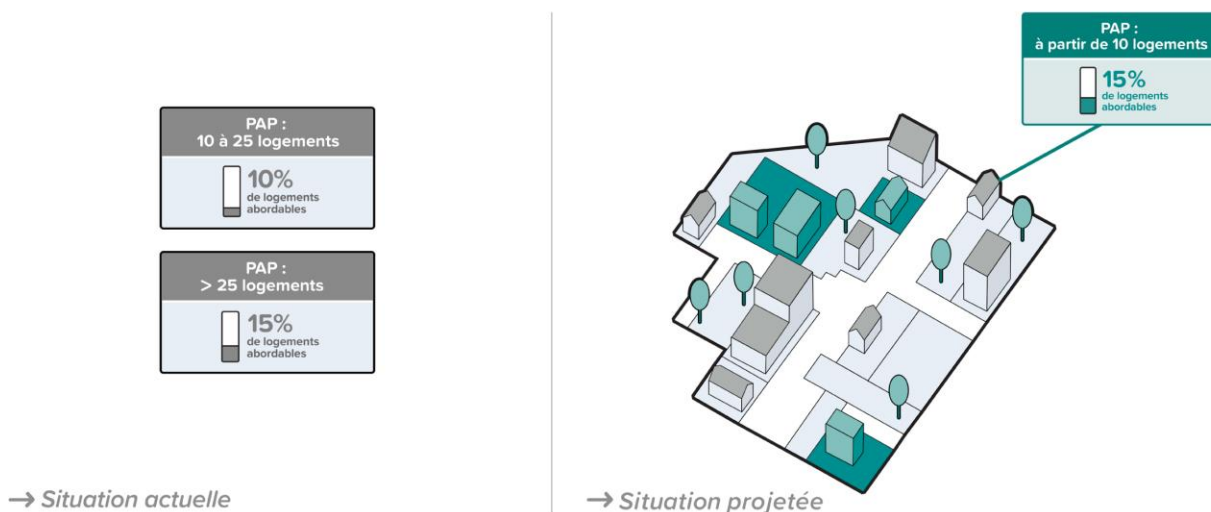 PAP :
10 à 25 logements
10%
de logements
abordables
PAP :
> 25 logements
15%
de logements
abordables
→ Situation actuelle
PAP :
à partir de 10 logements
15%
de logements
abordables
→ Situation projetée